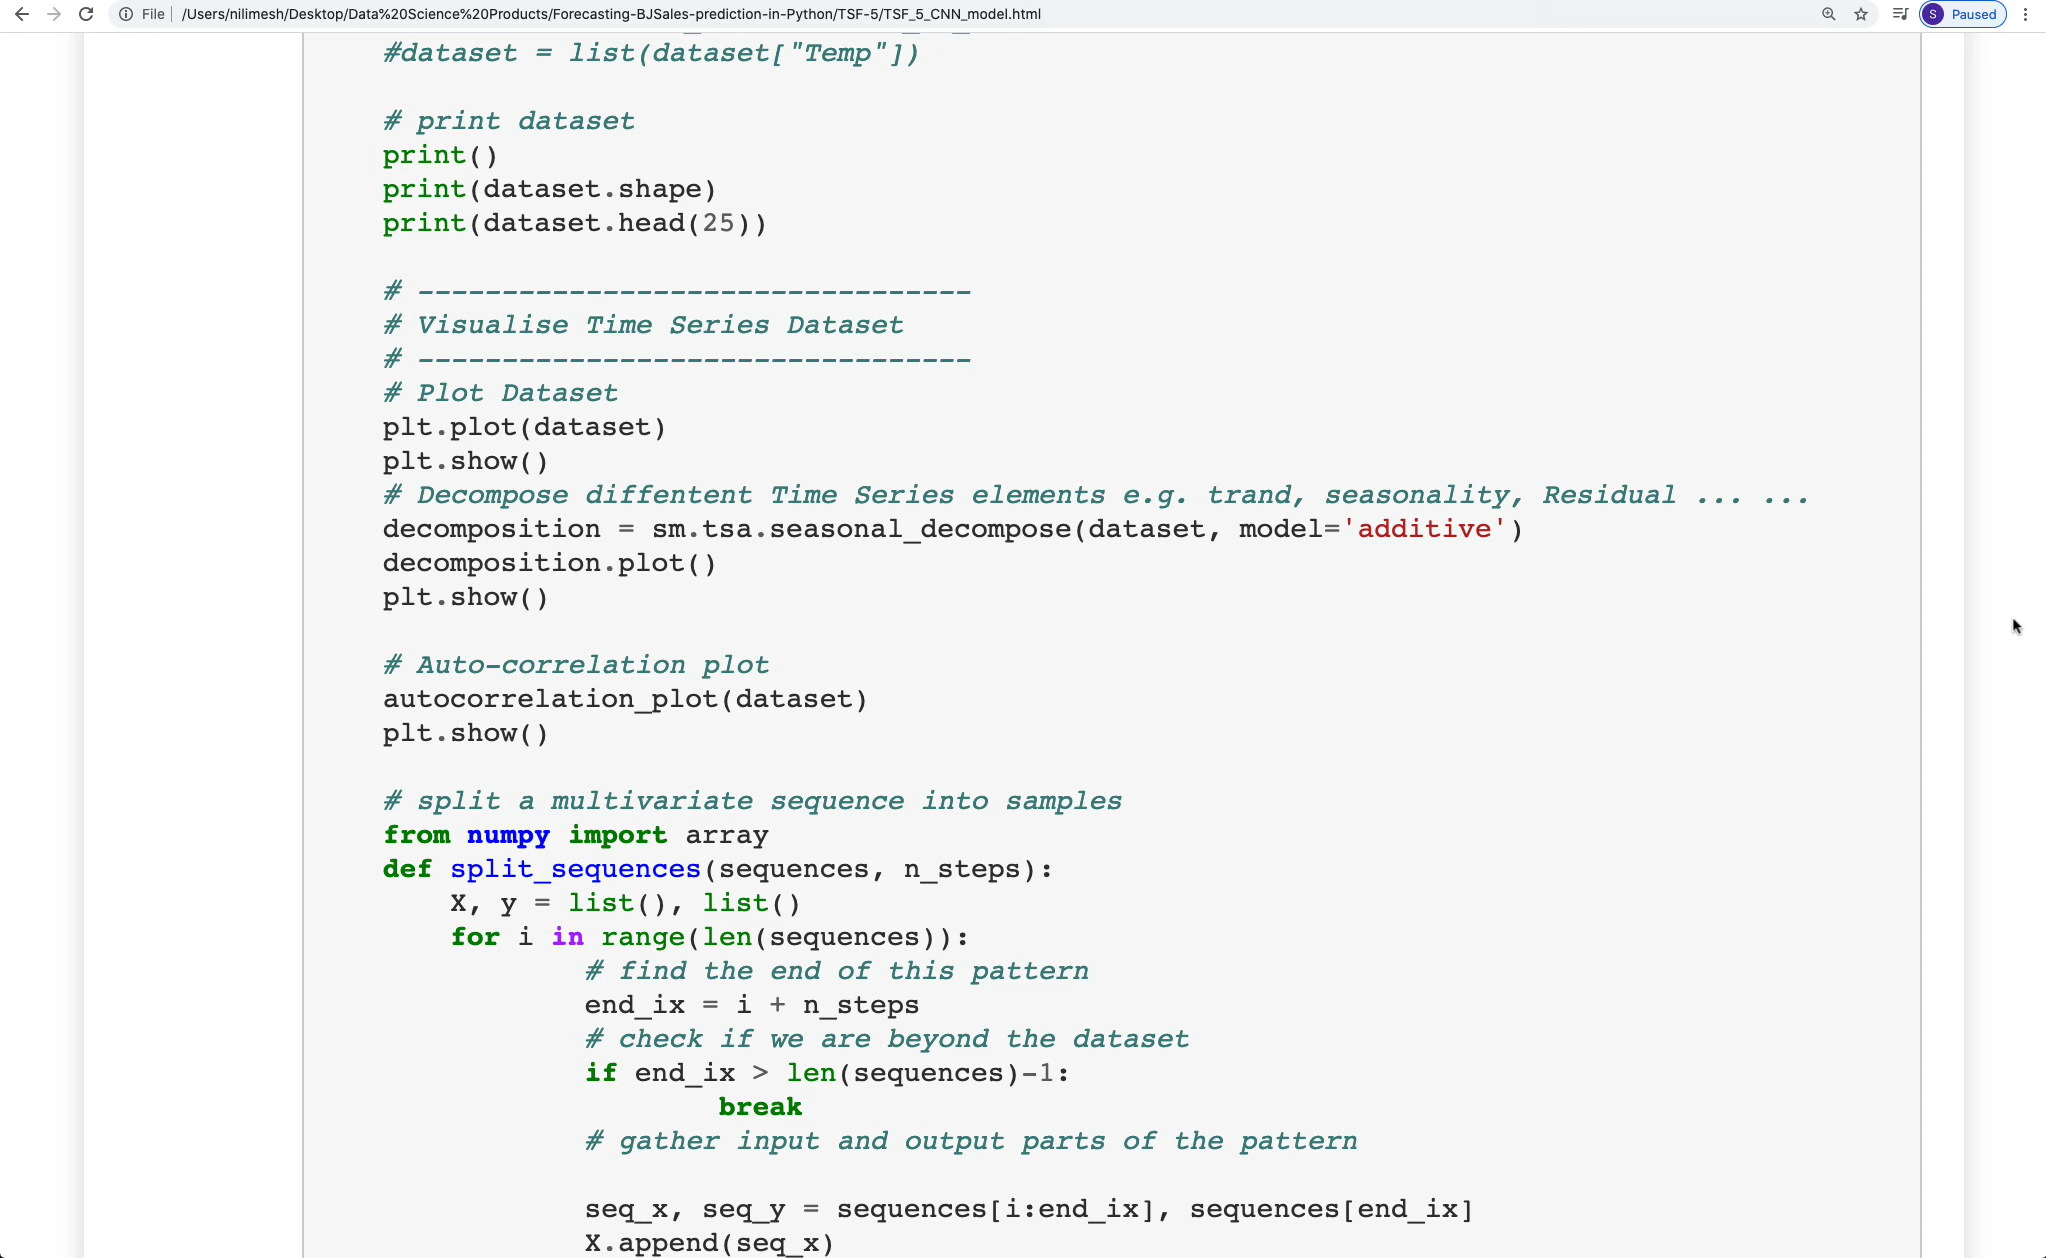 File /Users/nilimesh/Desktop/Data%20Science%20Products/Forecasting-BJSales-prediction-in-Python/TSF-5/TSF_5_CNN_model.html S Paused
#dataset = list(dataset["Temp"])
# print dataset
print()
print(dataset.shape)
print(dataset.head(25))
# ---------------------------------
# Visualise Time Series Dataset
# ---------------------------------
# Plot Dataset
plt.plot(dataset)
plt.show()
# Decompose diffentent Time Series elements e.g. trand, seasonality, Residual ... ...
decomposition = sm.tsa.seasonal_decompose(dataset, model='additive')
decomposition.plot()
plt.show()
# Auto-correlation plot
autocorrelation_plot(dataset)
plt.show()
# split a multivariate sequence into samples
from numpy import array
def split_sequences(sequences, n_steps):
    X, y = list(), list()
    for i in range(len(sequences)):
            # find the end of this pattern
            end_ix = i + n_steps
            # check if we are beyond the dataset
            if end_ix > len(sequences)-1:
                    break
            # gather input and output parts of the pattern
            seq_x, seq_y = sequences[i:end_ix], sequences[end_ix]
            X.append(seq_x)